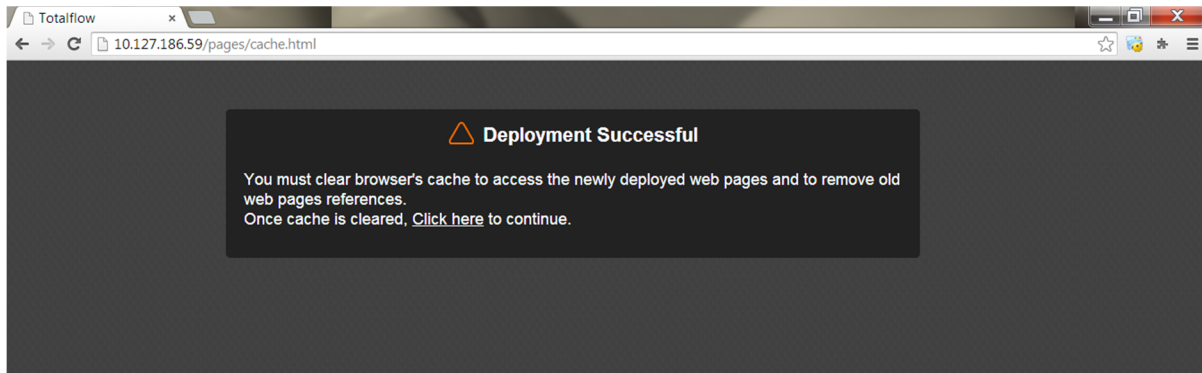 Totalflow
10.127.186.59/pages/cache.html
Deployment Successful
You must clear browser's cache to access the newly deployed web pages and to remove old
web pages references.
Once cache is cleared, Click here to continue.